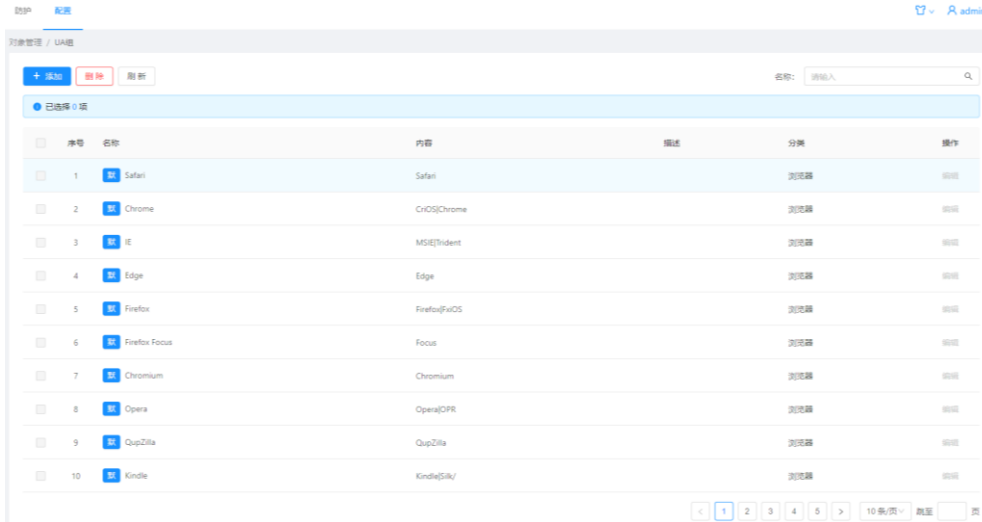 防护 配置 admin
对象管理 / UA组
+ 添加 删除 刷新 名称: 请输入
已选择 0 项
序号 名称 内容 描述 分类 操作
1 默 Safari Safari 浏览器 编辑
2 默 Chrome CriOS|Chrome 浏览器 编辑
3 默 IE MSIE|Trident 浏览器 编辑
4 默 Edge Edge 浏览器 编辑
5 默 Firefox Firefox|FxiOS 浏览器 编辑
6 默 Firefox Focus Focus 浏览器 编辑
7 默 Chromium Chromium 浏览器 编辑
8 默 Opera Opera|OPR 浏览器 编辑
9 默 QupZilla QupZilla 浏览器 编辑
10 默 Kindle Kindle|Silk/ 浏览器 编辑
< 1 2 3 4 5 > 10 条/页 跳至 页